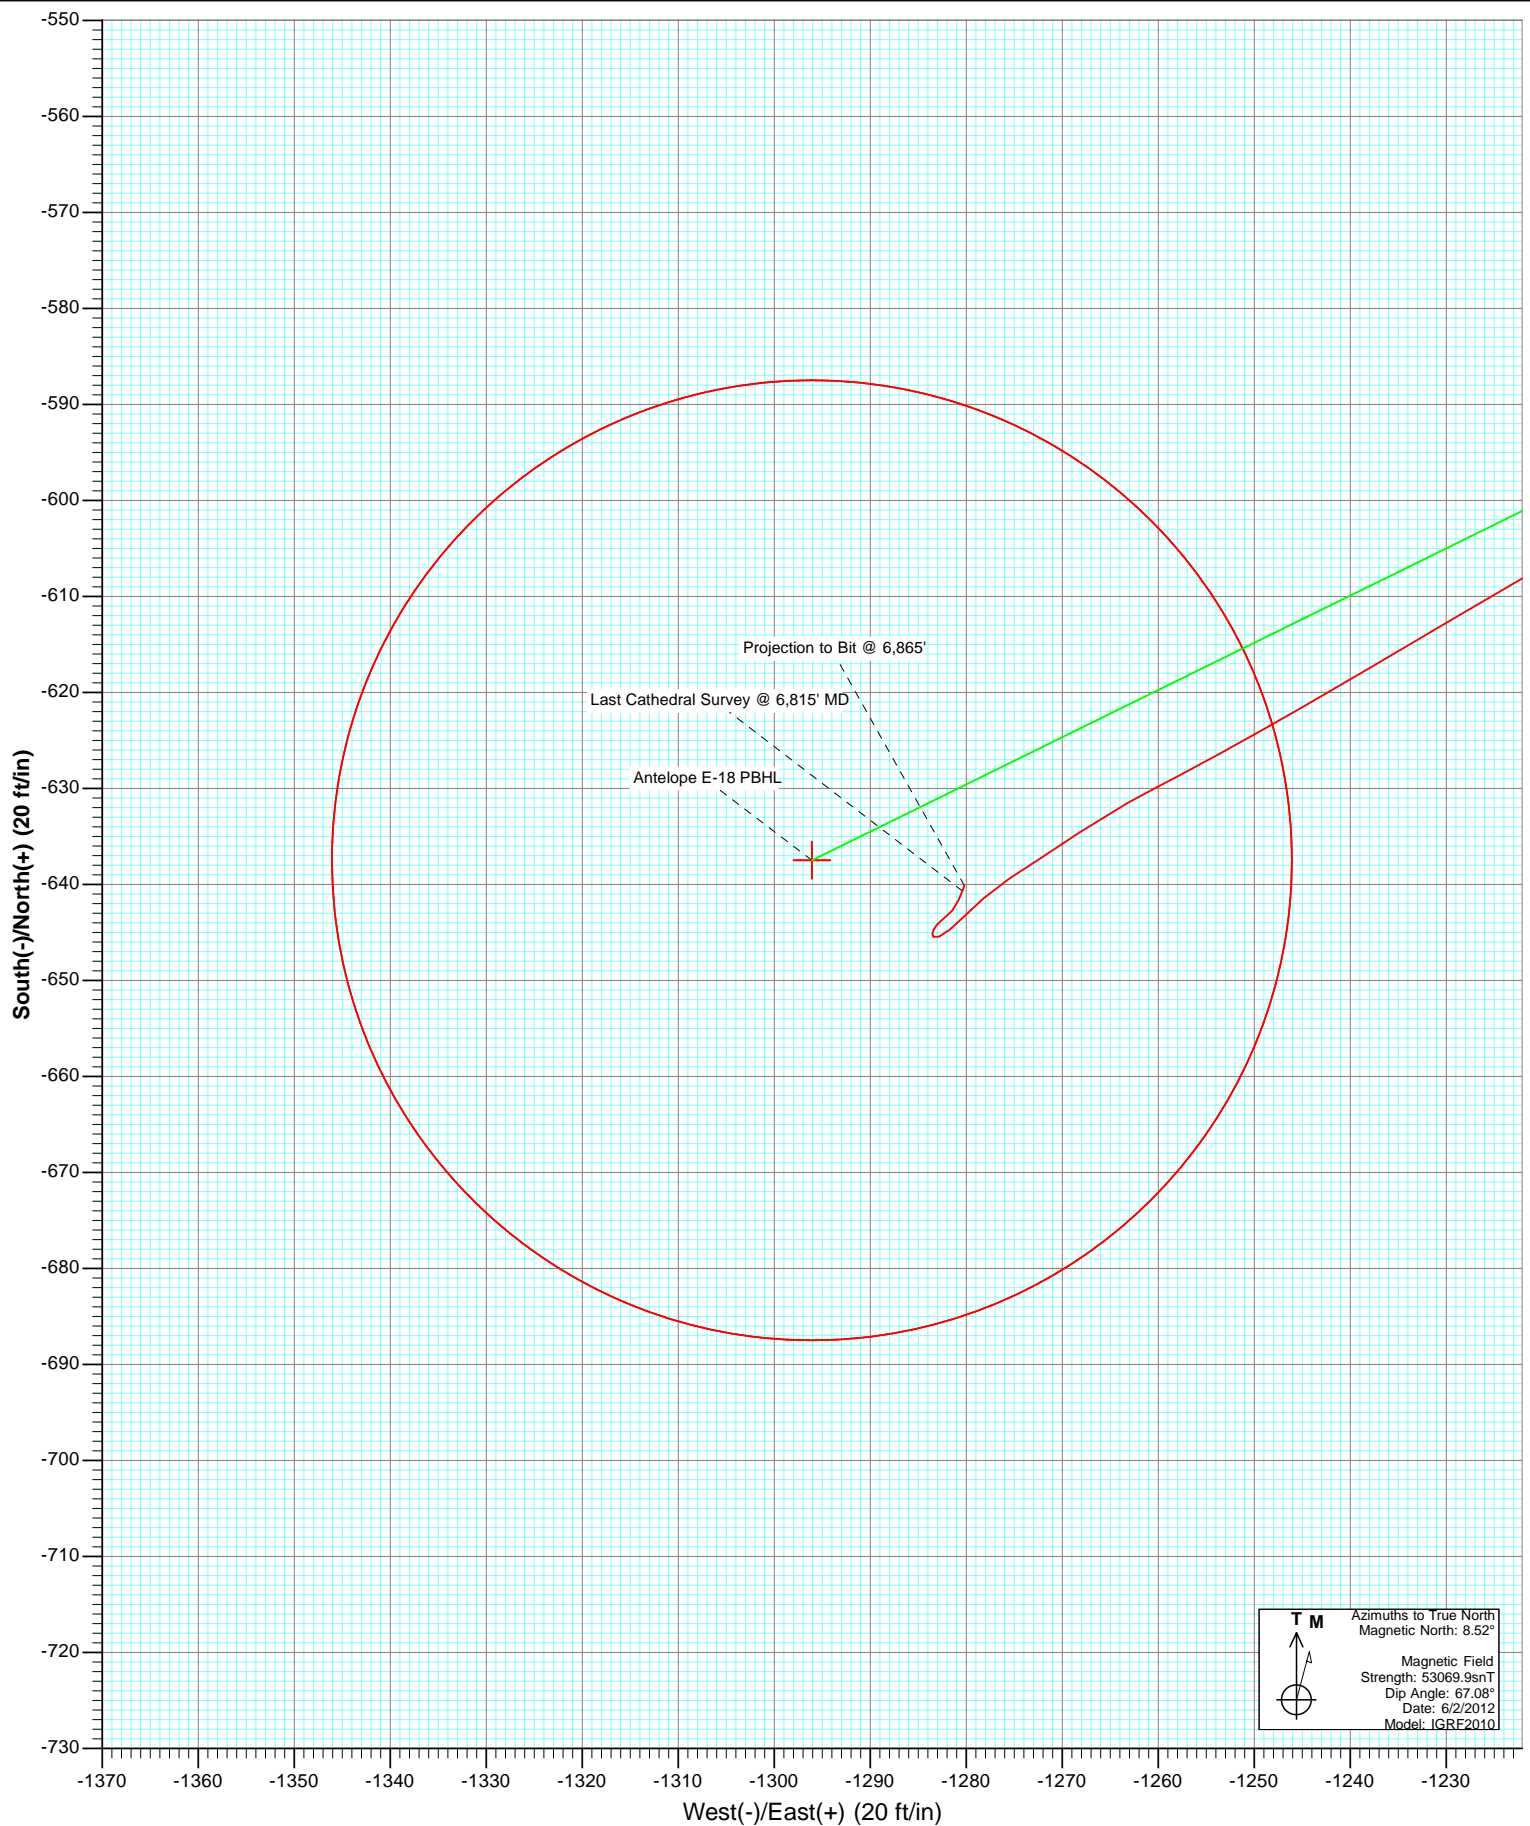 -550
-560
-570
-580
-590
-600
-610
-620
-630
-640
-650
-660
-670
-680
-690
-700
-710
-720
-730
South(-)/North(+) (20 ft/in)
Projection to Bit @ 6,865'
Last Cathedral Survey @ 6,815' MD
Antelope E-18 PBHL
T M
Azimuths to True North
Magnetic North: 8.52°
Magnetic Field
Strength: 53069.9snT
Dip Angle: 67.08°
Date: 6/2/2012
Model: IGRF2010
-1370 -1360 -1350 -1340 -1330 -1320 -1310 -1300 -1290 -1280 -1270 -1260 -1250 -1240 -1230
West(-)/East(+) (20 ft/in)